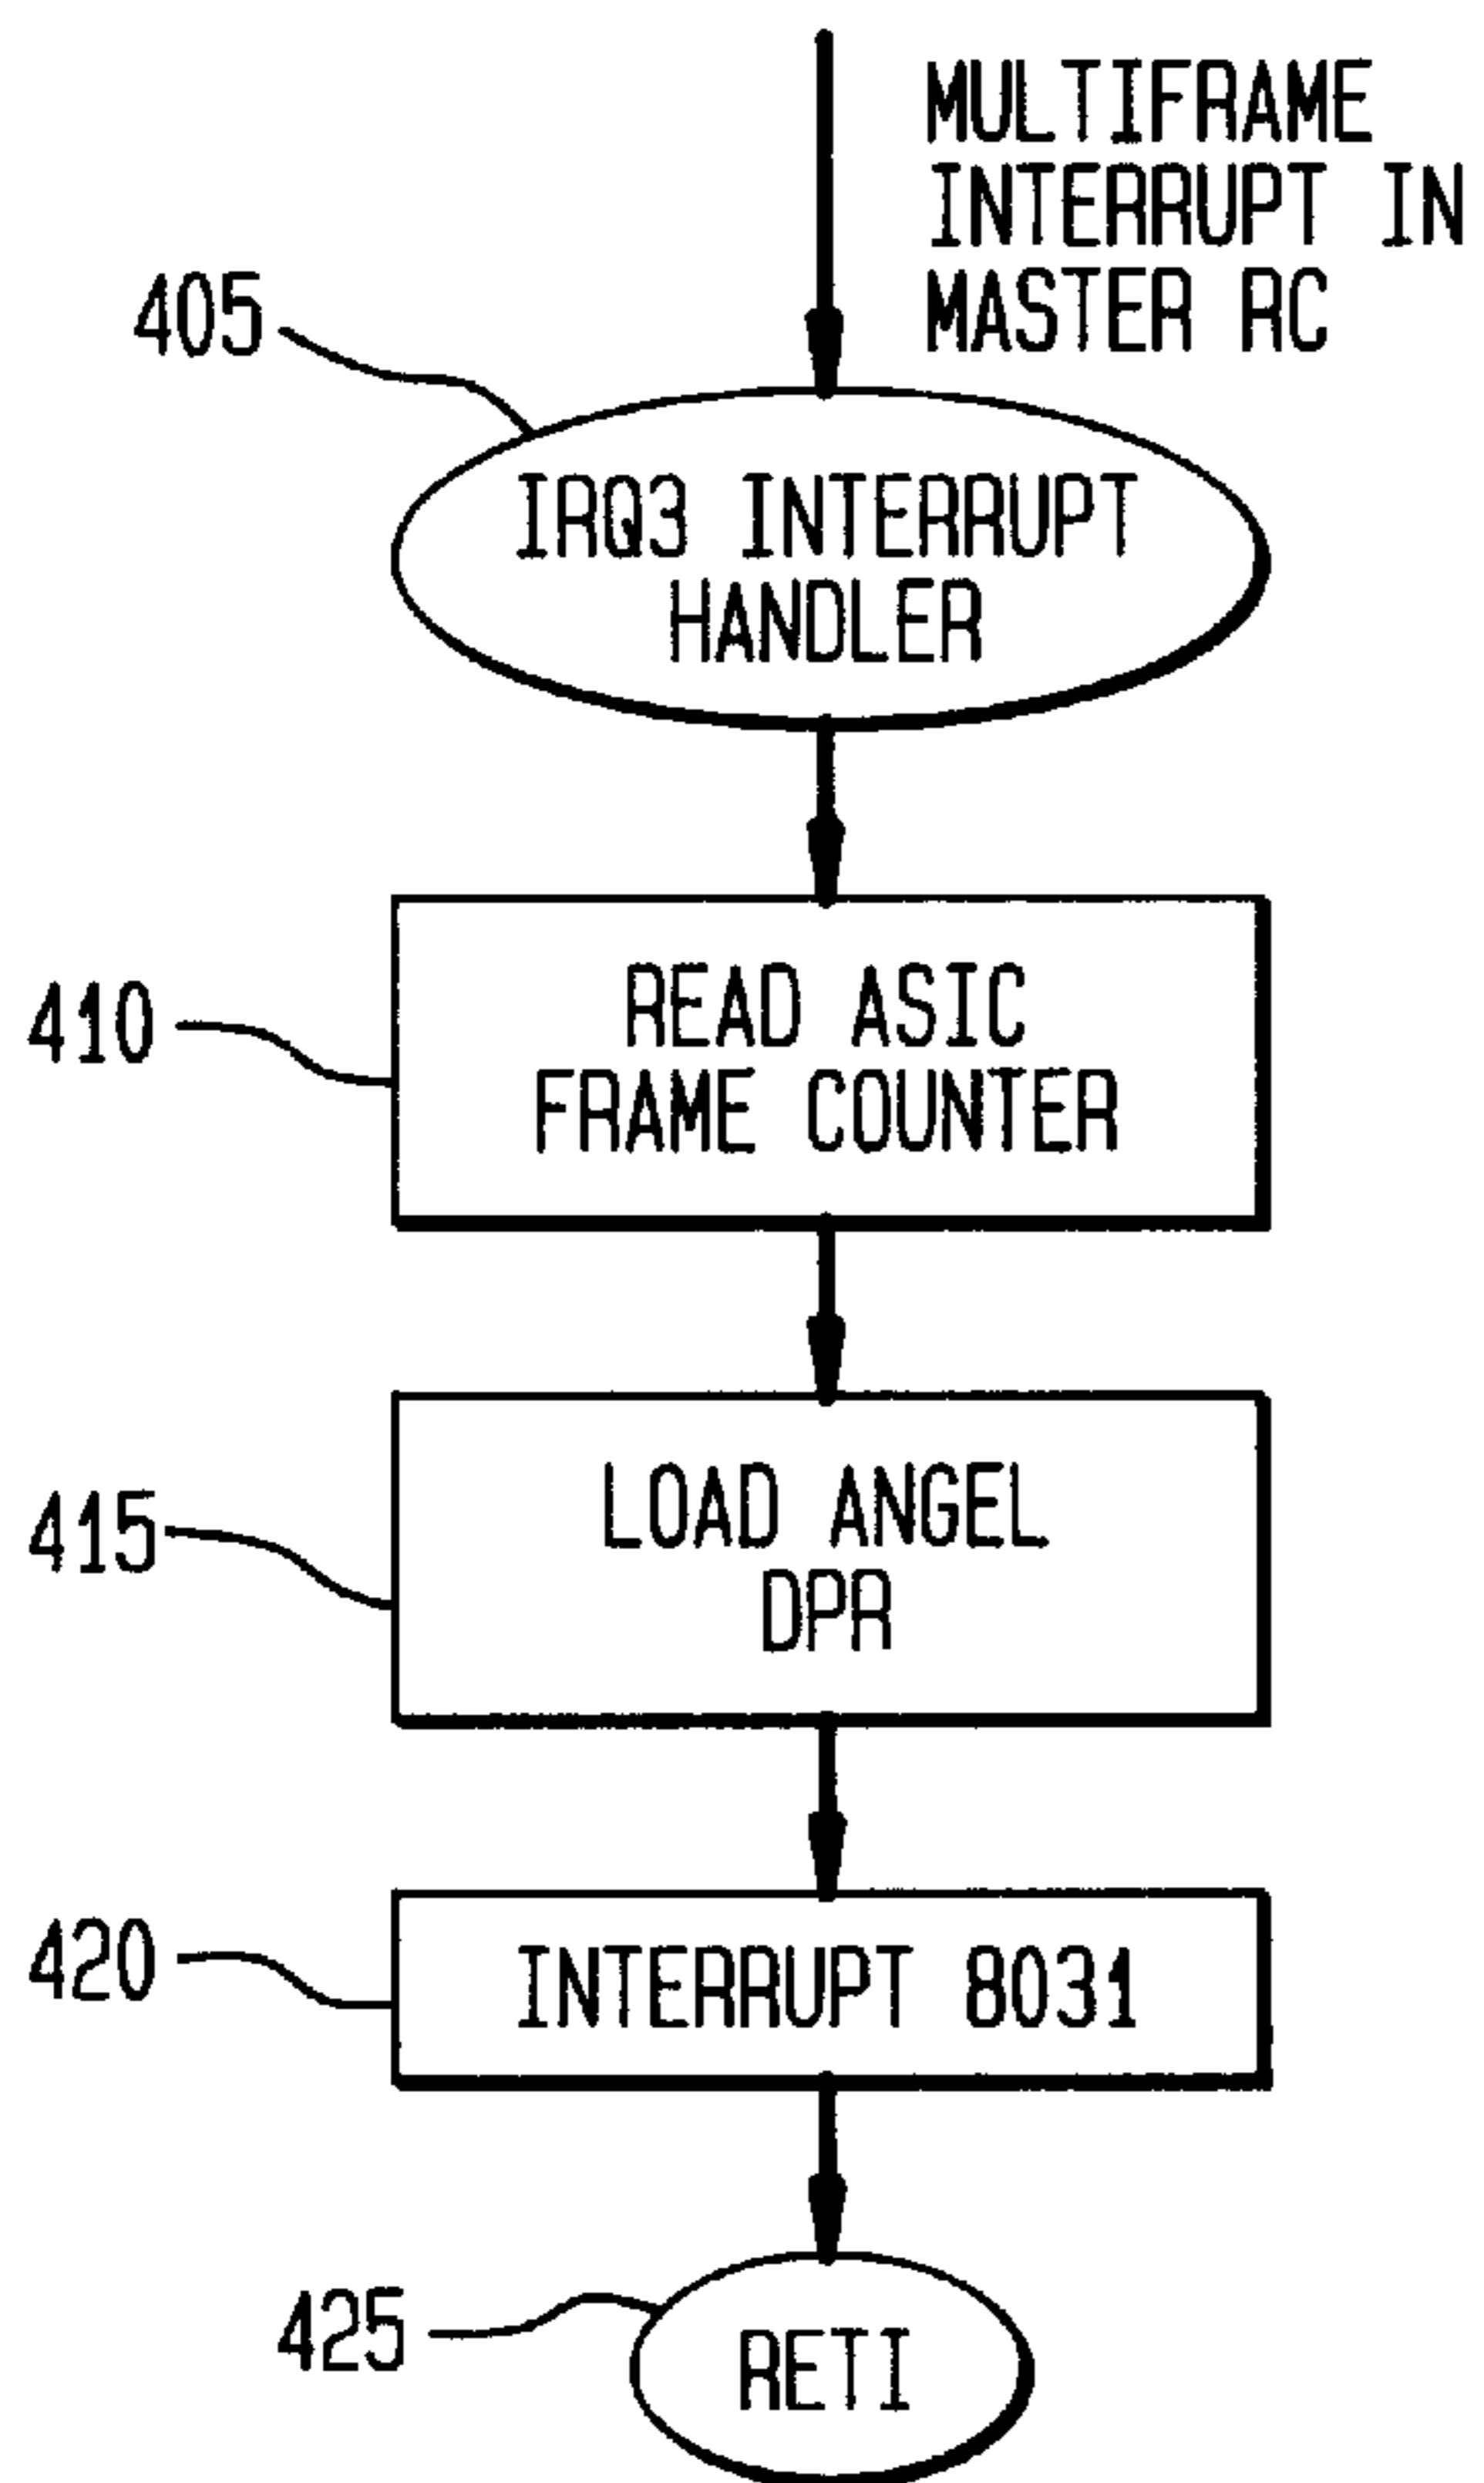 MULTIFRAME
INTERRUPT IN
MASTER RC
405
IRQ3 INTERRUPT
HANDLER
410
READ ASIC
FRAME COUNTER
415
LOAD ANGEL
DPR
420
INTERRUPT 8031
425
RETI